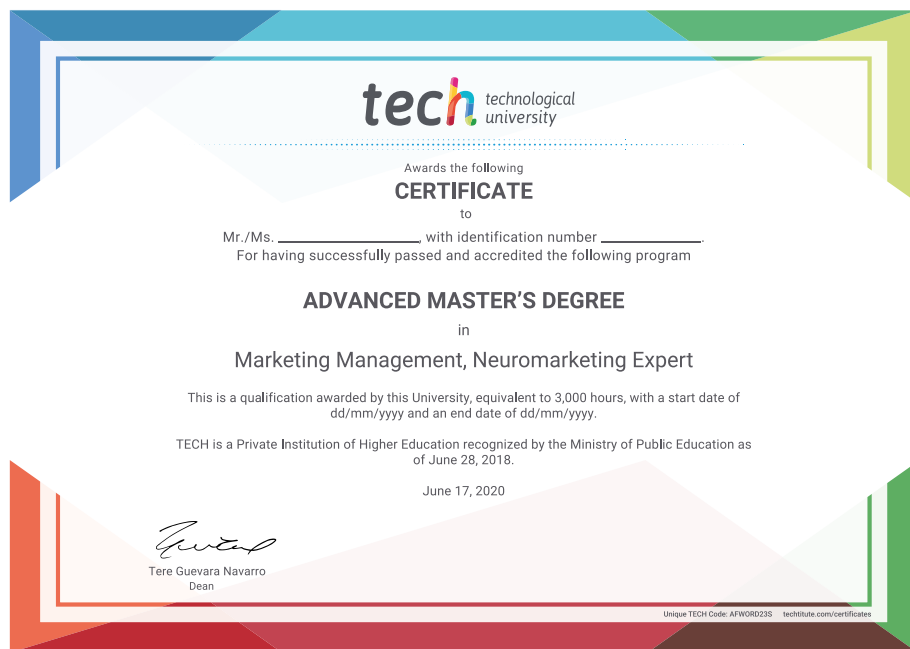 tech technological
university
Awards the following
CERTIFICATE
to
Mr./Ms. ____________________, with identification number ______________.
For having successfully passed and accredited the following program
ADVANCED MASTER’S DEGREE
in
Marketing Management, Neuromarketing Expert
This is a qualification awarded by this University, equivalent to 3,000 hours, with a start date of
dd/mm/yyyy and an end date of dd/mm/yyyy.
TECH is a Private Institution of Higher Education recognized by the Ministry of Public Education as
of June 28, 2018.
June 17, 2020
Tere Guevara Navarro
Dean
Unique TECH Code: AFWORD23S techtitute.com/certificates